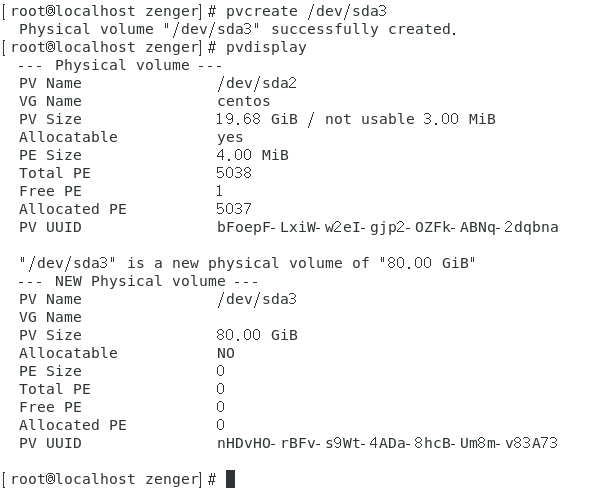 [root@localhost zenger]# pvcreate /dev/sda3
  Physical volume "/dev/sda3" successfully created.
[root@localhost zenger]# pvdisplay
  --- Physical volume ---
  PV Name               /dev/sda2
  VG Name               centos
  PV Size               19.68 GiB / not usable 3.00 MiB
  Allocatable           yes
  PE Size               4.00 MiB
  Total PE              5038
  Free PE               1
  Allocated PE          5037
  PV UUID               bFoepF-LxiW-w2eI-gjp2-OZFk-ABNq-2dqbna

  "/dev/sda3" is a new physical volume of "80.00 GiB"
  --- NEW Physical volume ---
  PV Name               /dev/sda3
  VG Name
  PV Size               80.00 GiB
  Allocatable           NO
  PE Size               0
  Total PE              0
  Free PE               0
  Allocated PE          0
  PV UUID               nHDvHO-rBFv-s9Wt-4ADa-8hcB-Um8m-v83A73

[root@localhost zenger]#